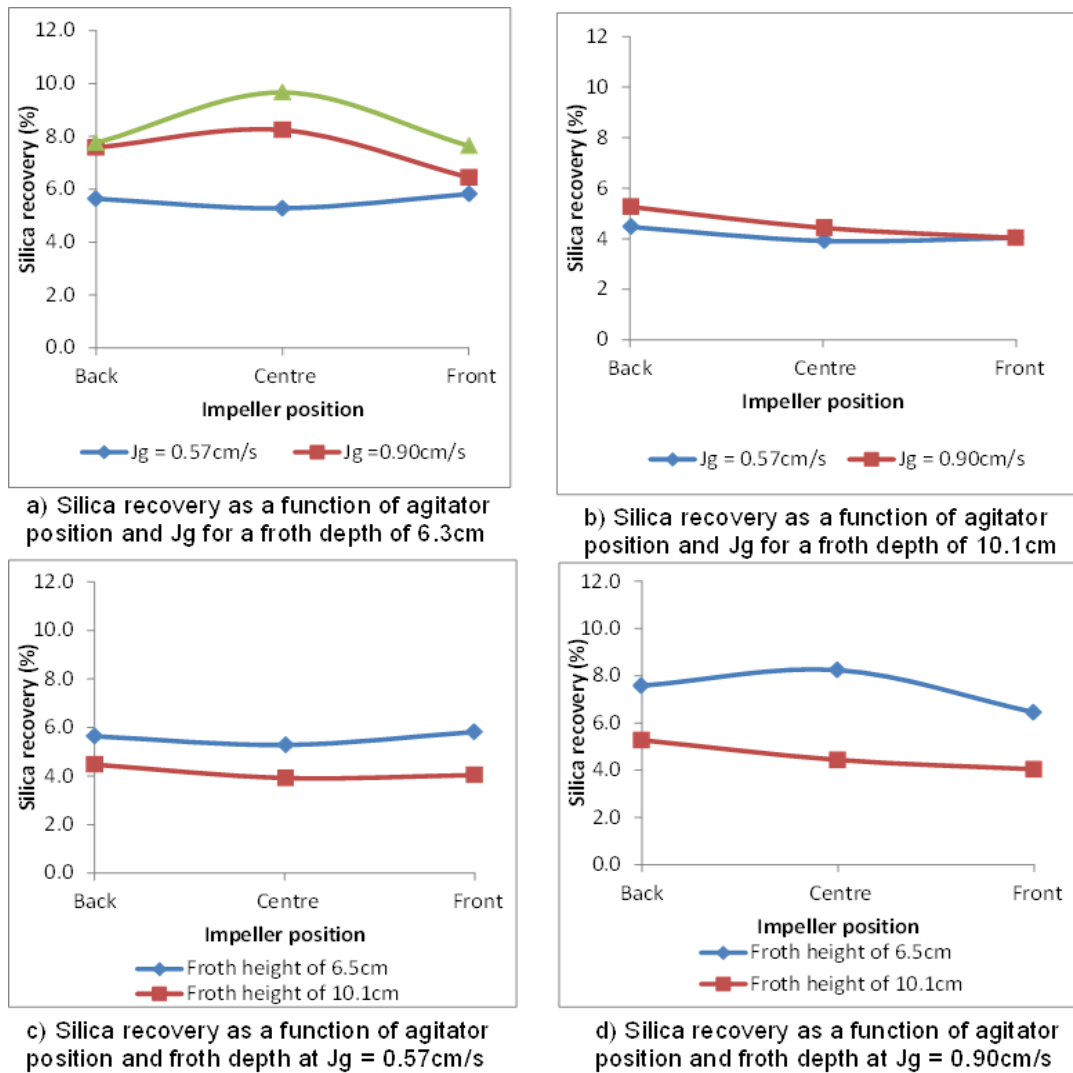 12.0
10.0
8.0
6.0
4.0
2.0
0.0
Silica recovery (%)
Back Centre Front
Impeller position
Jg = 0.57cm/s Jg =0.90cm/s
a) Silica recovery as a function of agitator
position and Jg for a froth depth of 6.3cm
12
10
8
6
4
2
0
Silica recovery (%)
Back Centre Front
Impeller position
Jg = 0.57cm/s Jg = 0.90cm/s
b) Silica recovery as a function of agitator
position and Jg for a froth depth of 10.1cm
12.0
10.0
8.0
6.0
4.0
2.0
0.0
Silica recovery (%)
Back Centre Front
Impeller position
Froth height of 6.5cm
Froth height of 10.1cm
c) Silica recovery as a function of agitator
position and froth depth at Jg = 0.57cm/s
12.0
10.0
8.0
6.0
4.0
2.0
0.0
Silica recovery (%)
Back Centre Front
Impeller position
Froth height of 6.5cm
Froth height of 10.1cm
d) Silica recovery as a function of agitator
position and froth depth at Jg = 0.90cm/s